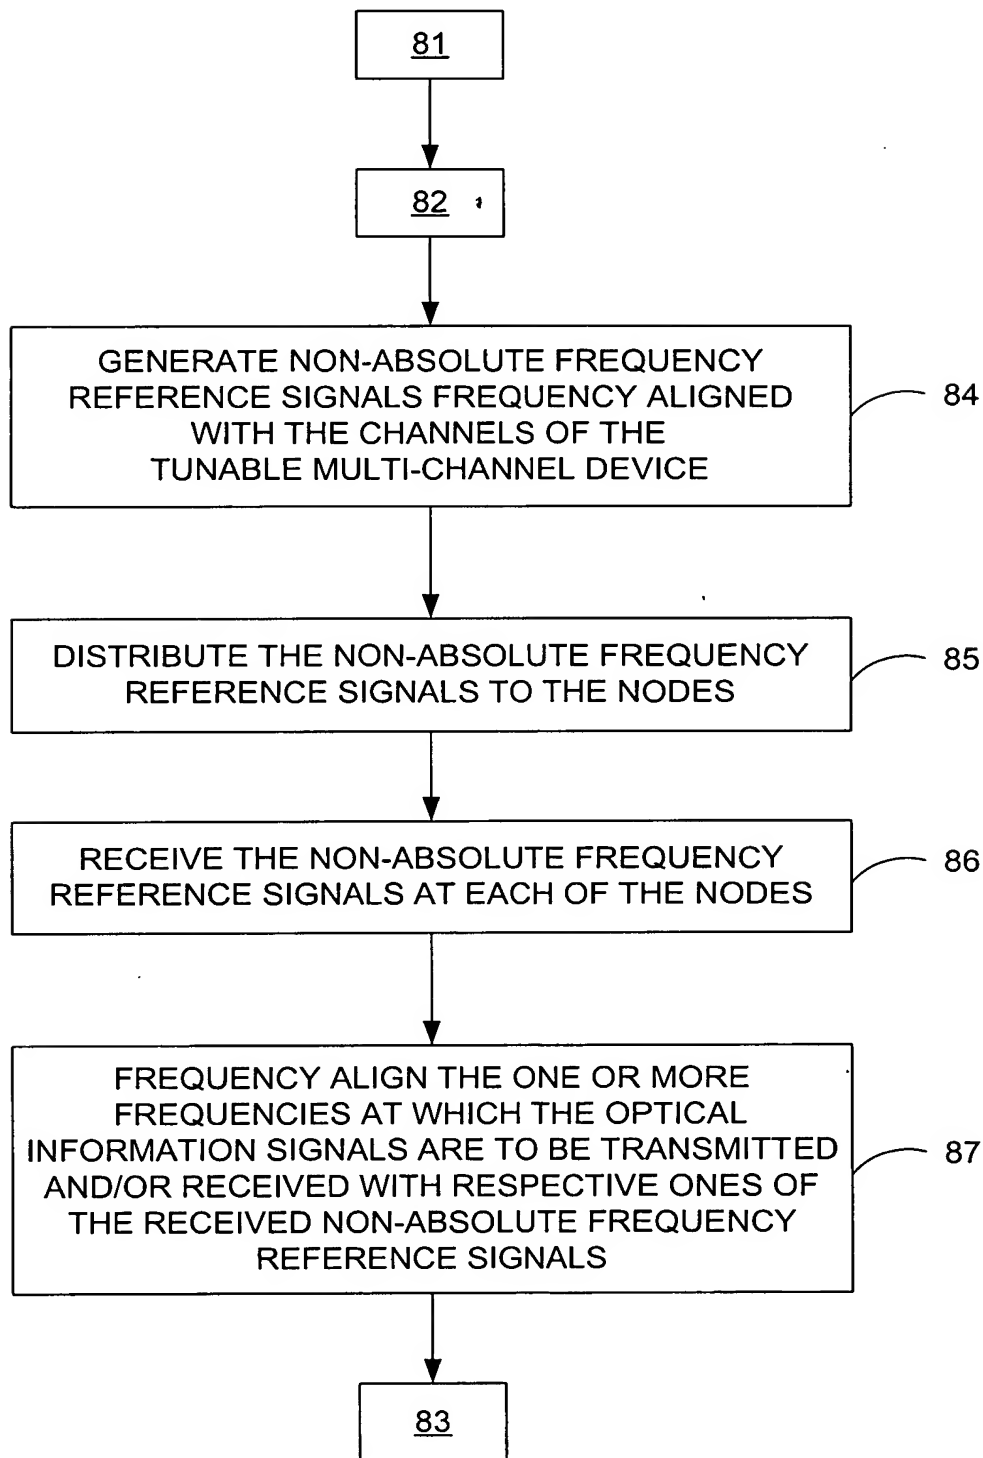 81
82
GENERATE NON-ABSOLUTE FREQUENCY
REFERENCE SIGNALS FREQUENCY ALIGNED
WITH THE CHANNELS OF THE
TUNABLE MULTI-CHANNEL DEVICE
84
DISTRIBUTE THE NON-ABSOLUTE FREQUENCY
REFERENCE SIGNALS TO THE NODES
85
RECEIVE THE NON-ABSOLUTE FREQUENCY
REFERENCE SIGNALS AT EACH OF THE NODES
86
FREQUENCY ALIGN THE ONE OR MORE
FREQUENCIES AT WHICH THE OPTICAL
INFORMATION SIGNALS ARE TO BE TRANSMITTED
AND/OR RECEIVED WITH RESPECTIVE ONES OF
THE RECEIVED NON-ABSOLUTE FREQUENCY
REFERENCE SIGNALS
87
83